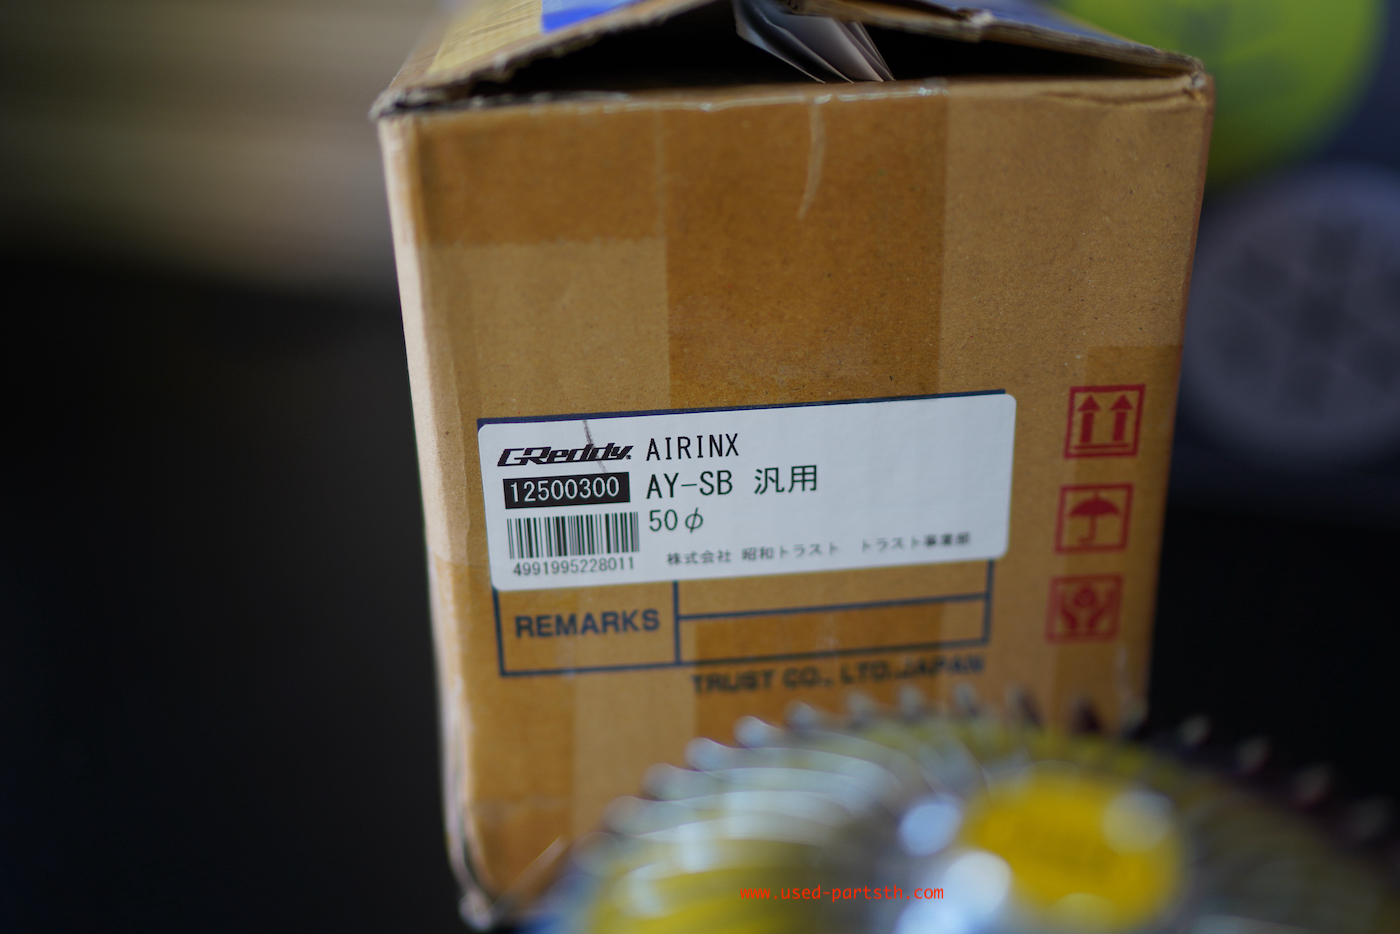 GReddy AIRINX
12500300 AY-SB 汎用
50φ
4991995228011
株式会社 昭和トラスト トラスト事業部
REMARKS
TRUST CO., LTD. JAPAN
www.used-partsth.com